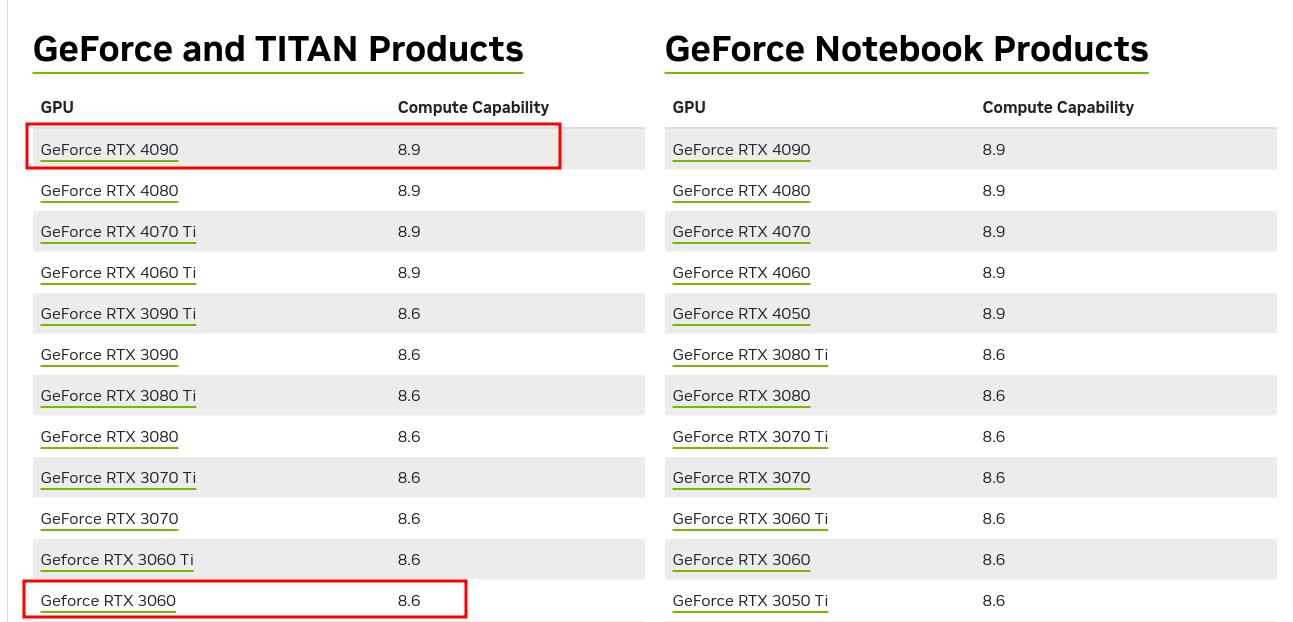 GeForce and TITAN Products
GPU Compute Capability
GeForce RTX 4090 8.9
GeForce RTX 4080 8.9
GeForce RTX 4070 Ti 8.9
GeForce RTX 4060 Ti 8.9
GeForce RTX 3090 Ti 8.6
GeForce RTX 3090 8.6
GeForce RTX 3080 Ti 8.6
GeForce RTX 3080 8.6
GeForce RTX 3070 Ti 8.6
GeForce RTX 3070 8.6
Geforce RTX 3060 Ti 8.6
Geforce RTX 3060 8.6
GeForce Notebook Products
GPU Compute Capability
GeForce RTX 4090 8.9
GeForce RTX 4080 8.9
GeForce RTX 4070 8.9
GeForce RTX 4060 8.9
GeForce RTX 4050 8.9
GeForce RTX 3080 Ti 8.6
GeForce RTX 3080 8.6
GeForce RTX 3070 Ti 8.6
GeForce RTX 3070 8.6
GeForce RTX 3060 Ti 8.6
GeForce RTX 3060 8.6
GeForce RTX 3050 Ti 8.6